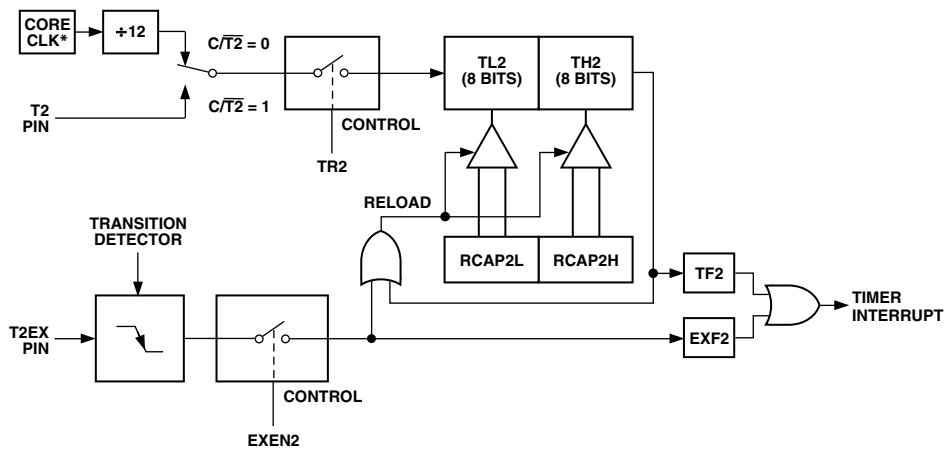 CORE
CLK*
÷12
C/T2 = 0
C/T2 = 1
T2
PIN
CONTROL
TR2
TL2
(8 BITS)
TH2
(8 BITS)
RELOAD
TRANSITION
DETECTOR
RCAP2L
RCAP2H
TF2
TIMER
INTERRUPT
T2EX
PIN
EXF2
CONTROL
EXEN2